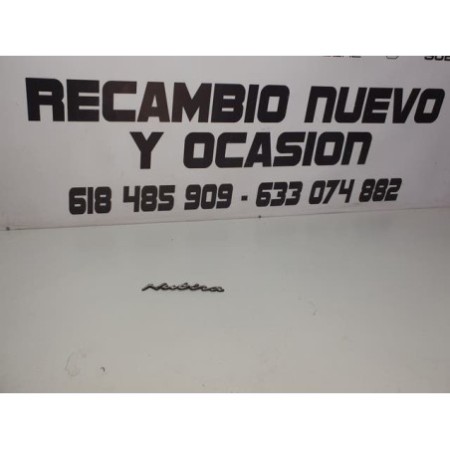 RECAMBIO NUEVO
Y OCASION
618 485 909 - 633 074 882